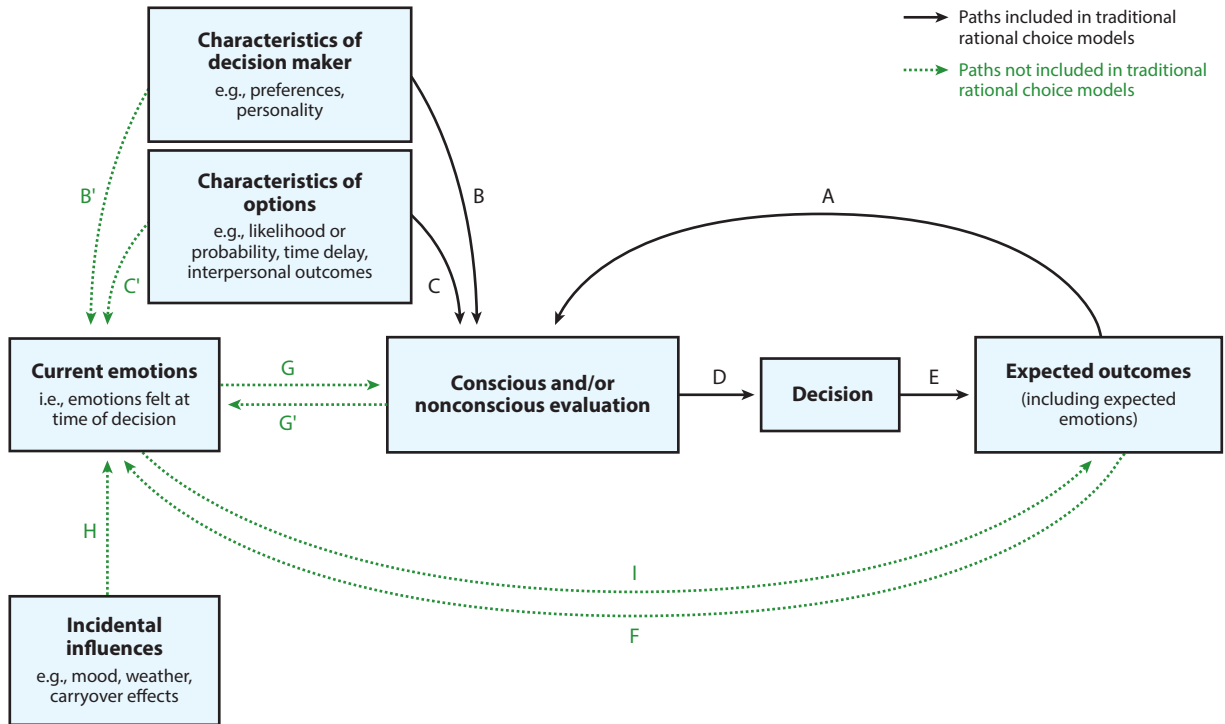 Characteristics of
decision maker
e.g., preferences,
personality
Paths included in traditional
rational choice models
Paths not included in traditional
rational choice models
Characteristics of
options
e.g., likelihood or
probability, time delay,
interpersonal outcomes
B'
B
A
C'
C
Current emotions
i.e., emotions felt at
time of decision
G
G'
Conscious and/or
nonconscious evaluation
D
Decision
E
Expected outcomes
(including expected
emotions)
H
I
F
Incidental
influences
e.g., mood, weather,
carryover effects